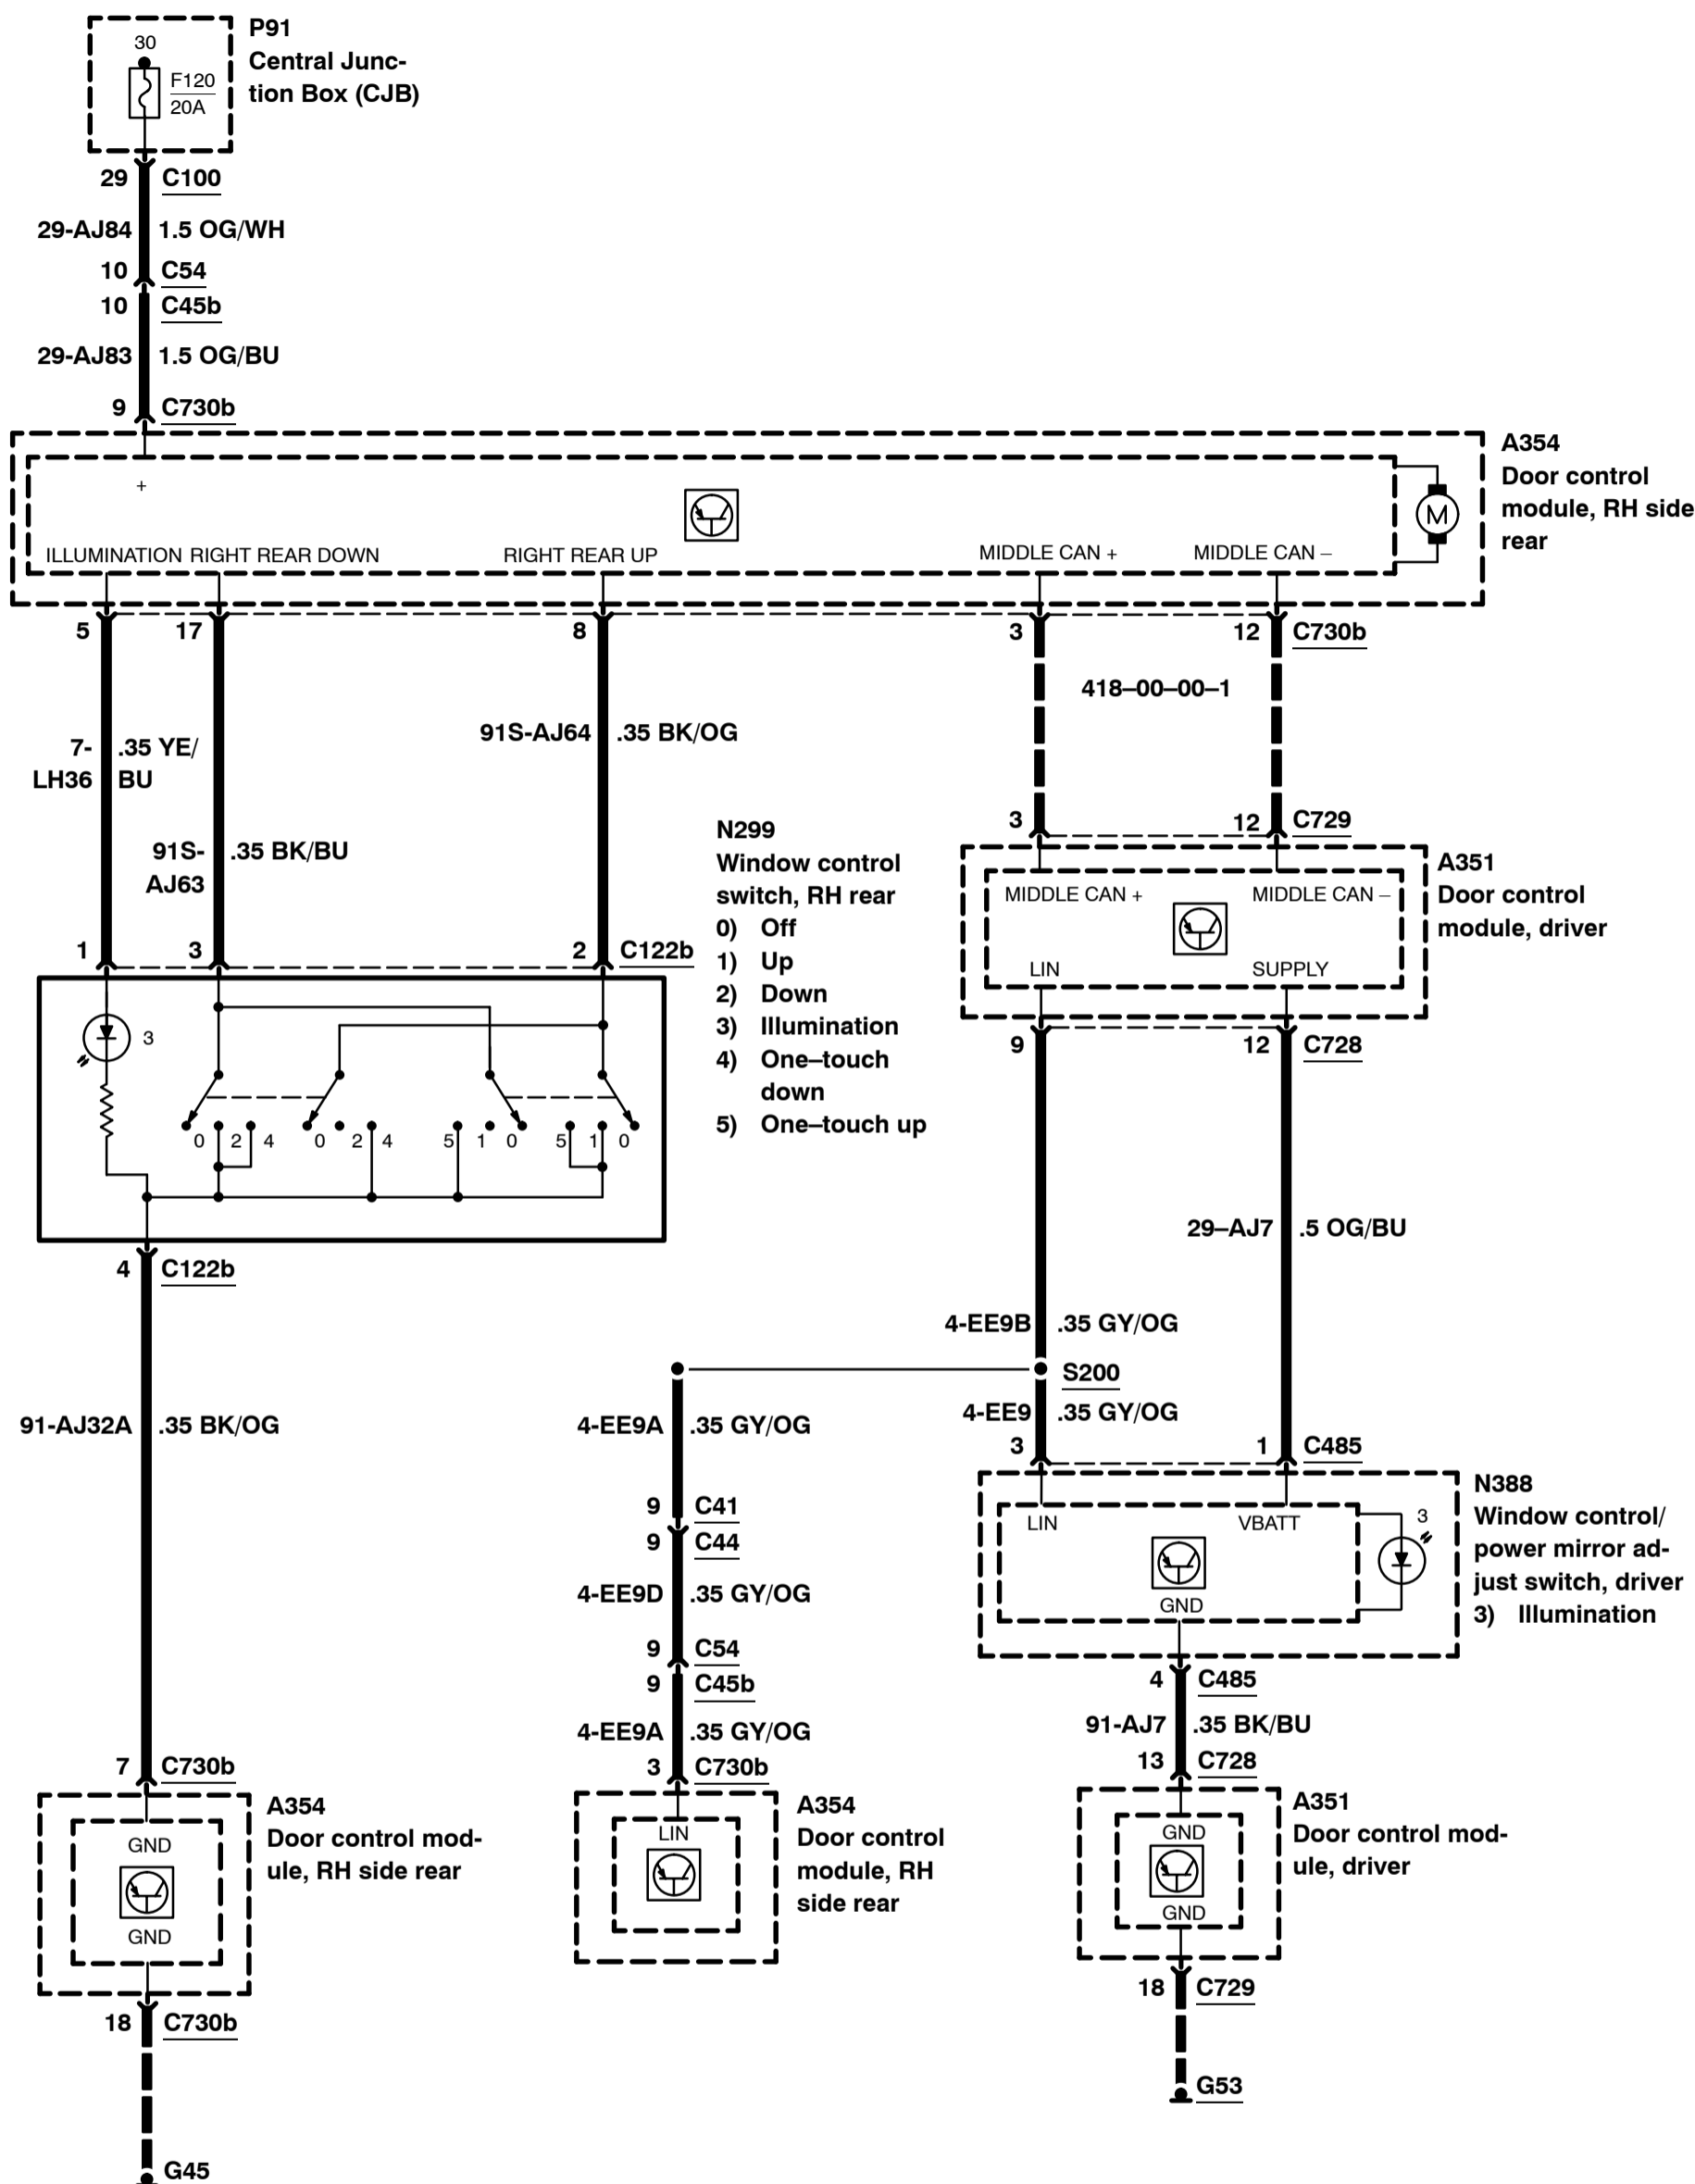 P91
Central Junc-
tion Box (CJB)
30
F120
20A
29 C100
29-AJ84 1.5 OG/WH
10 C54
10 C45b
29-AJ83 1.5 OG/BU
9 C730b
A354
Door control
module, RH side
rear
+
M
ILLUMINATION RIGHT REAR DOWN RIGHT REAR UP MIDDLE CAN + MIDDLE CAN –
5 17 8 3 12 C730b
418–00–00–1
7-
LH36
.35 YE/
BU
91S-AJ64 .35 BK/OG
91S-
AJ63
.35 BK/BU
3 12 C729
1 3 2 C122b
N299
Window control
switch, RH rear
0) Off
1) Up
2) Down
3) Illumination
4) One–touch
down
5) One–touch up
A351
Door control
module, driver
MIDDLE CAN + MIDDLE CAN –
LIN SUPPLY
9 12 C728
3
0 2 4 0 2 4 5 1 0 5 1 0
4 C122b
29–AJ7 .5 OG/BU
4-EE9B .35 GY/OG
S200
4-EE9 .35 GY/OG
3 1 C485
91-AJ32A .35 BK/OG
4-EE9A .35 GY/OG
9 C41
9 C44
4-EE9D .35 GY/OG
9 C54
9 C45b
4-EE9A .35 GY/OG
3 C730b
N388
Window control/
power mirror ad-
just switch, driver
3) Illumination
LIN VBATT
3
GND
4 C485
91-AJ7 .35 BK/BU
13 C728
7 C730b
A354
Door control mod-
ule, RH side rear
GND
GND
A354
Door control
module, RH
side rear
LIN
A351
Door control mod-
ule, driver
GND
GND
18 C730b
18 C729
G53
G45